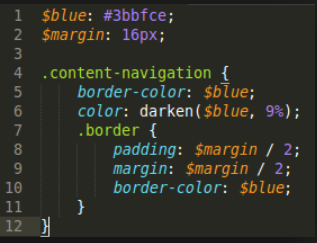 1 $blue: #3bbfce;
2 $margin: 16px;
3
4 .content-navigation {
5     border-color: $blue;
6     color: darken($blue, 9%);
7     .border {
8         padding: $margin / 2;
9         margin: $margin / 2;
10         border-color: $blue;
11     }
12 }